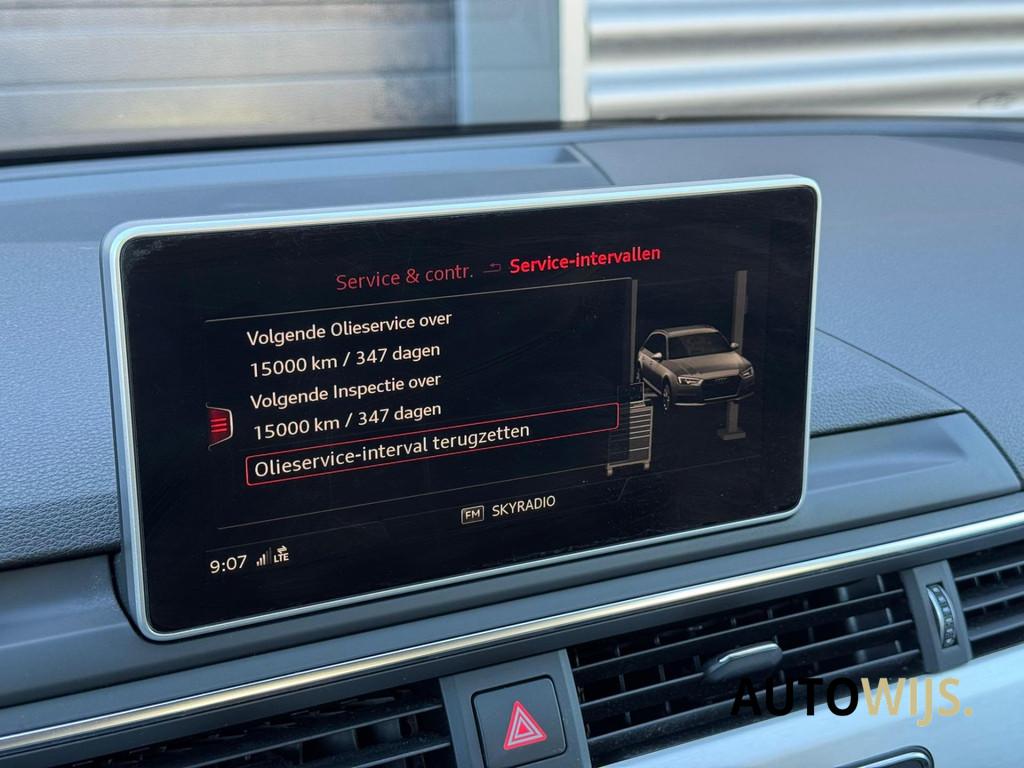 Service & contr. Service-intervallen
Volgende Olieservice over
15000 km / 347 dagen
Volgende Inspectie over
15000 km / 347 dagen
Olieservice-interval terugzetten
FM SKYRADIO
9:07 LTE
AUTOWIJS.